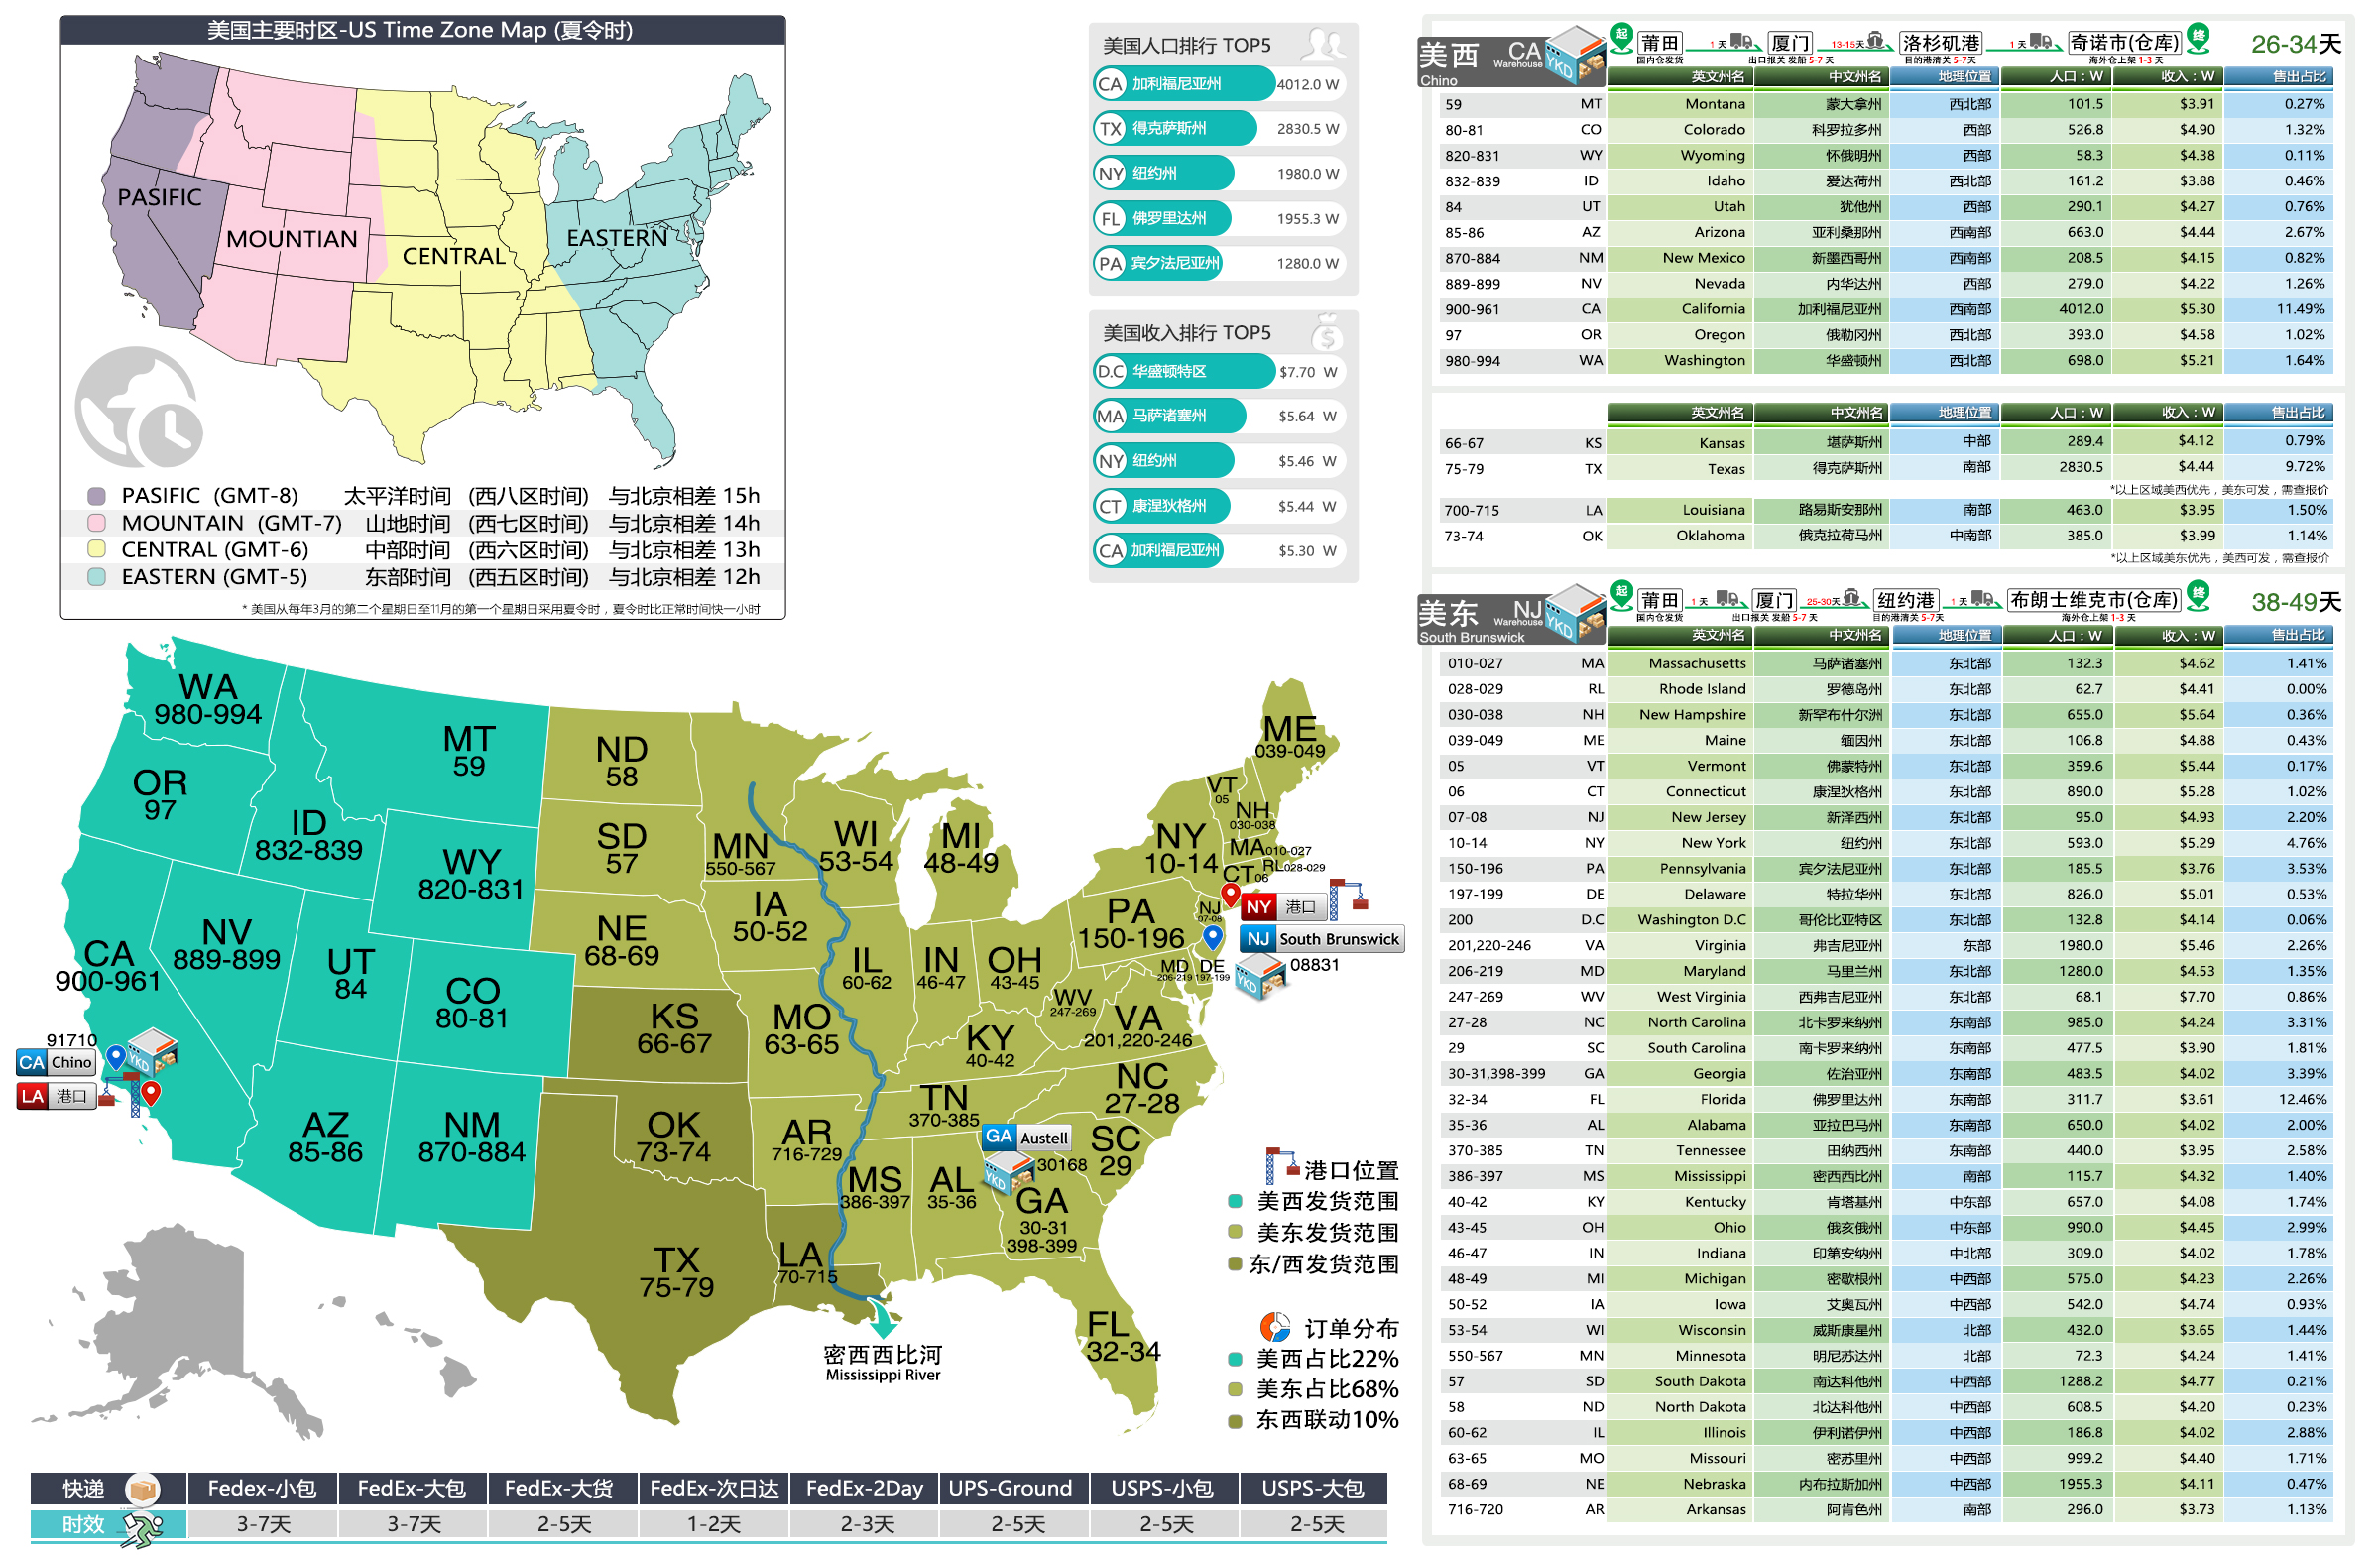 美国主要时区-US Time Zone Map (夏令时)
PASIFIC
MOUNTIAN
CENTRAL
EASTERN
PASIFIC (GMT-8) 太平洋时间 (西八区时间) 与北京相差 15h
MOUNTAIN (GMT-7) 山地时间 (西七区时间) 与北京相差 14h
CENTRAL (GMT-6) 中部时间 (西六区时间) 与北京相差 13h
EASTERN (GMT-5) 东部时间 (西五区时间) 与北京相差 12h
* 美国从每年3月的第二个星期日至11月的第一个星期日采用夏令时，夏令时比正常时间快一小时
美国人口排行 TOP5
CA 加利福尼亚州 4012.0 W
TX 得克萨斯州 2830.5 W
NY 纽约州 1980.0 W
FL 佛罗里达州 1955.3 W
PA 宾夕法尼亚州 1280.0 W
美国收入排行 TOP5
D.C 华盛顿特区 $7.70 W
MA 马萨诸塞州 $5.64 W
NY 纽约州 $5.46 W
CT 康涅狄格州 $5.44 W
CA 加利福尼亚州 $5.30 W
WA
980-994
OR
97
MT
59
ID
832-839
WY
820-831
CA
900-961
NV
889-899
UT
84
CO
80-81
AZ
85-86
NM
870-884
ND
58
SD
57
NE
68-69
KS
66-67
OK
73-74
TX
75-79
MN
550-567
IA
50-52
MO
63-65
AR
716-729
LA
70-715
WI
53-54
IL
60-62
MI
48-49
IN
46-47
OH
43-45
KY
40-42
TN
370-385
MS
386-397
AL
35-36
GA
30-31
398-399
FL
32-34
SC
29
NC
27-28
VA
201,220-246
WV
247-269
PA
150-196
NY
10-14
ME
039-049
VT
05
NH
030-038
MA 010-027
RL 028-029
CT 06
NJ
07-08
MD
206-219
DE
197-199
NY 港口
NJ South Brunswick
08831
YKD
91710
CA Chino
YKD
LA 港口
GA Austell
30168
YKD
密西西比河
Mississippi River
港口位置
美西发货范围
美东发货范围
东/西发货范围
订单分布
美西占比22%
美东占比68%
东西联动10%
快递 Fedex-小包 FedEx-大包 FedEx-大货 FedEx-次日达 FedEx-2Day UPS-Ground USPS-小包 USPS-大包
时效 3-7天 3-7天 2-5天 1-2天 2-3天 2-5天 2-5天 2-5天
美西 CA Warehouse YKD
Chino
起 莆田 1 天 厦门 13-15天 洛杉矶港 1 天 奇诺市(仓库) 终 26-34天
国内仓发货 出口报关 发船 5-7 天 目的港清关 5-7天 海外仓上架 1-3 天
英文州名 中文州名 地理位置 人口：W 收入：W 售出占比
59 MT Montana 蒙大拿州 西北部 101.5 $3.91 0.27%
80-81 CO Colorado 科罗拉多州 西部 526.8 $4.90 1.32%
820-831 WY Wyoming 怀俄明州 西部 58.3 $4.38 0.11%
832-839 ID Idaho 爱达荷州 西北部 161.2 $3.88 0.46%
84 UT Utah 犹他州 西部 290.1 $4.27 0.76%
85-86 AZ Arizona 亚利桑那州 西南部 663.0 $4.44 2.67%
870-884 NM New Mexico 新墨西哥州 西南部 208.5 $4.15 0.82%
889-899 NV Nevada 内华达州 西部 279.0 $4.22 1.26%
900-961 CA California 加利福尼亚州 西南部 4012.0 $5.30 11.49%
97 OR Oregon 俄勒冈州 西北部 393.0 $4.58 1.02%
980-994 WA Washington 华盛顿州 西北部 698.0 $5.21 1.64%
英文州名 中文州名 地理位置 人口：W 收入：W 售出占比
66-67 KS Kansas 堪萨斯州 中部 289.4 $4.12 0.79%
75-79 TX Texas 得克萨斯州 南部 2830.5 $4.44 9.72%
*以上区域美西优先，美东可发，需查报价
700-715 LA Louisiana 路易斯安那州 南部 463.0 $3.95 1.50%
73-74 OK Oklahoma 俄克拉荷马州 中南部 385.0 $3.99 1.14%
*以上区域美东优先，美西可发，需查报价
美东 NJ Warehouse YKD
South Brunswick
起 莆田 1 天 厦门 25-30天 纽约港 1 天 布朗士维克市(仓库) 终 38-49天
国内仓发货 出口报关 发船 5-7 天 目的港清关 5-7天 海外仓上架 1-3 天
英文州名 中文州名 地理位置 人口：W 收入：W 售出占比
010-027 MA Massachusetts 马萨诸塞州 东北部 132.3 $4.62 1.41%
028-029 RL Rhode Island 罗德岛州 东北部 62.7 $4.41 0.00%
030-038 NH New Hampshire 新罕布什尔洲 东北部 655.0 $5.64 0.36%
039-049 ME Maine 缅因州 东北部 106.8 $4.88 0.43%
05 VT Vermont 佛蒙特州 东北部 359.6 $5.44 0.17%
06 CT Connecticut 康涅狄格州 东北部 890.0 $5.28 1.02%
07-08 NJ New Jersey 新泽西州 东北部 95.0 $4.93 2.20%
10-14 NY New York 纽约州 东北部 593.0 $5.29 4.76%
150-196 PA Pennsylvania 宾夕法尼亚州 东北部 185.5 $3.76 3.53%
197-199 DE Delaware 特拉华州 东北部 826.0 $5.01 0.53%
200 D.C Washington D.C 哥伦比亚特区 东北部 132.8 $4.14 0.06%
201,220-246 VA Virginia 弗吉尼亚州 东部 1980.0 $5.46 2.26%
206-219 MD Maryland 马里兰州 东北部 1280.0 $4.53 1.35%
247-269 WV West Virginia 西弗吉尼亚州 东北部 68.1 $7.70 0.86%
27-28 NC North Carolina 北卡罗来纳州 东南部 985.0 $4.24 3.31%
29 SC South Carolina 南卡罗来纳州 东南部 477.5 $3.90 1.81%
30-31,398-399 GA Georgia 佐治亚州 东南部 483.5 $4.02 3.39%
32-34 FL Florida 佛罗里达州 东南部 311.7 $3.61 12.46%
35-36 AL Alabama 亚拉巴马州 东南部 650.0 $4.02 2.00%
370-385 TN Tennessee 田纳西州 东南部 440.0 $3.95 2.58%
386-397 MS Mississippi 密西西比州 南部 115.7 $4.32 1.40%
40-42 KY Kentucky 肯塔基州 中东部 657.0 $4.08 1.74%
43-45 OH Ohio 俄亥俄州 中东部 990.0 $4.45 2.99%
46-47 IN Indiana 印第安纳州 中北部 309.0 $4.02 1.78%
48-49 MI Michigan 密歇根州 中西部 575.0 $4.23 2.26%
50-52 IA Iowa 艾奥瓦州 中西部 542.0 $4.74 0.93%
53-54 WI Wisconsin 威斯康星州 北部 432.0 $3.65 1.44%
550-567 MN Minnesota 明尼苏达州 北部 72.3 $4.24 1.41%
57 SD South Dakota 南达科他州 中西部 1288.2 $4.77 0.21%
58 ND North Dakota 北达科他州 中西部 608.5 $4.20 0.23%
60-62 IL Illinois 伊利诺伊州 中西部 186.8 $4.02 2.88%
63-65 MO Missouri 密苏里州 中西部 999.2 $4.40 1.71%
68-69 NE Nebraska 内布拉斯加州 中西部 1955.3 $4.11 0.47%
716-720 AR Arkansas 阿肯色州 南部 296.0 $3.73 1.13%